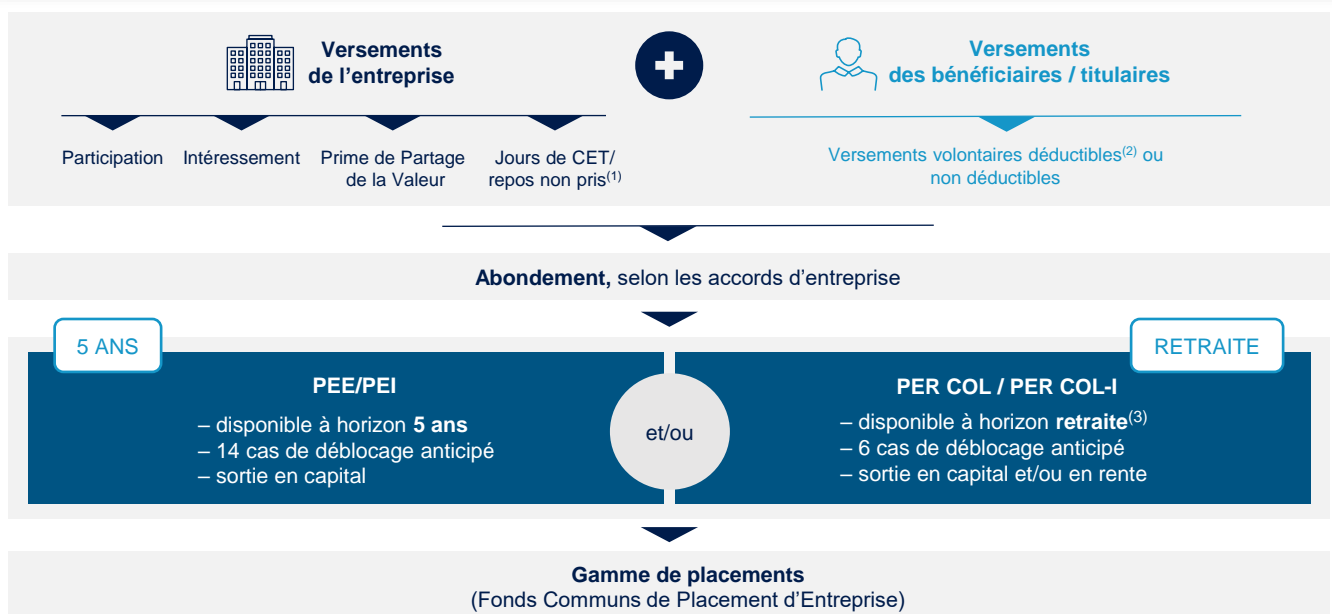 Versements
de l’entreprise
Versements
des bénéficiaires / titulaires
Participation
Intéressement
Prime de Partage
de la Valeur
Jours de CET/
repos non pris(1)
Versements volontaires déductibles(2) ou
non déductibles
Abondement, selon les accords d’entreprise
5 ANS
PEE/PEI
– disponible à horizon 5 ans
– 14 cas de déblocage anticipé
– sortie en capital
et/ou
RETRAITE
PER COL / PER COL-I
– disponible à horizon retraite(3)
– 6 cas de déblocage anticipé
– sortie en capital et/ou en rente
Gamme de placements
(Fonds Communs de Placement d’Entreprise)